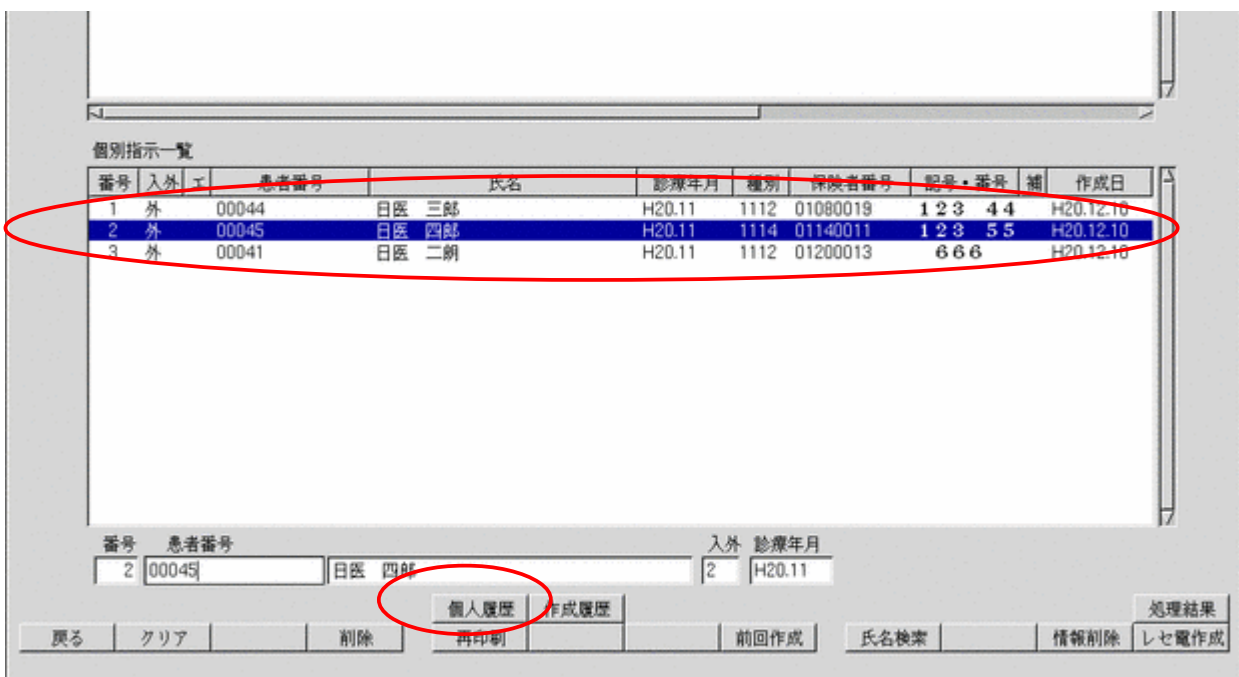 個別指示一覧
番号 入外 エ 患者番号 氏名 診療年月 種別 保険者番号 記号・番号 補 作成日
1 外 00044 日医 三郎 H20.11 1112 01080019 １２３ ４４ H20.12.10
2 外 00045 日医 四郎 H20.11 1114 01140011 １２３ ５５ H20.12.10
3 外 00041 日医 二朗 H20.11 1112 01200013 ６６６ H20.12.10
番号 患者番号 入外 診療年月
2 00045 日医 四郎 2 H20.11
個人履歴 作成履歴 処理結果
戻る クリア 削除 再印刷 前回作成 氏名検索 情報削除 レセ電作成